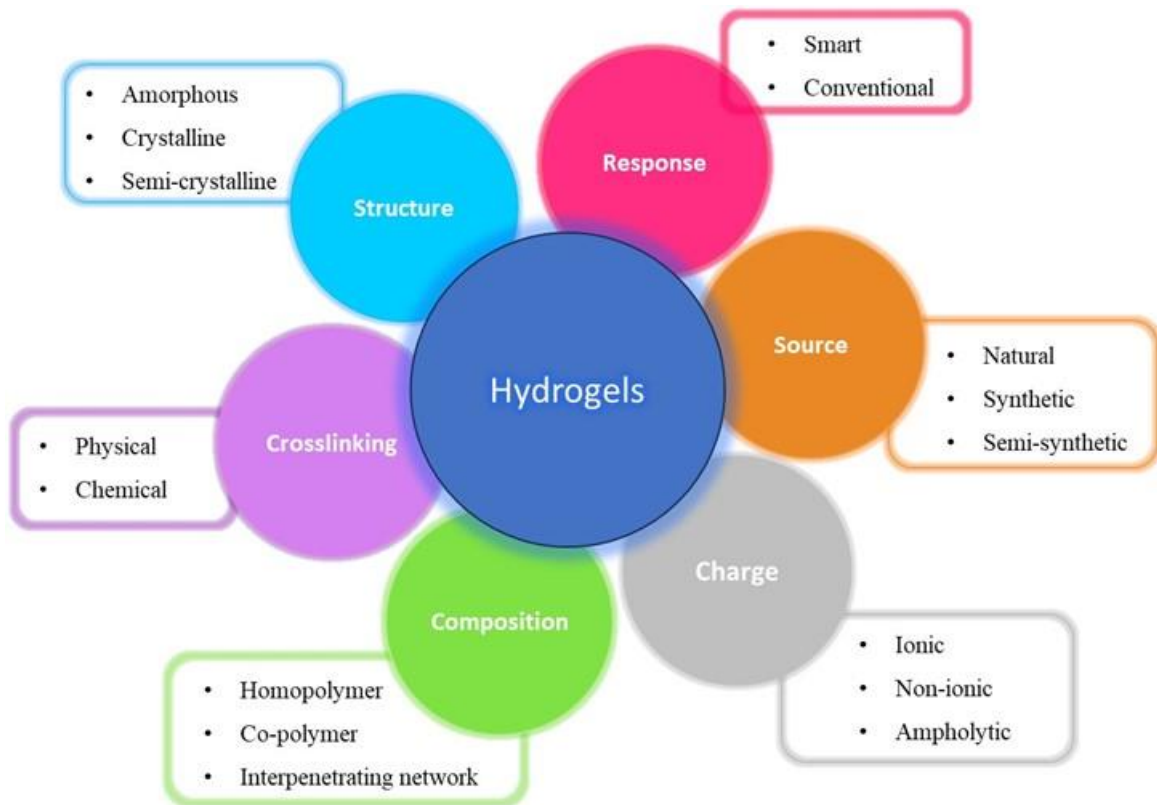 Hydrogels
Structure
• Amorphous
• Crystalline
• Semi-crystalline
Response
• Smart
• Conventional
Source
• Natural
• Synthetic
• Semi-synthetic
Charge
• Ionic
• Non-ionic
• Ampholytic
Composition
• Homopolymer
• Co-polymer
• Interpenetrating network
Crosslinking
• Physical
• Chemical